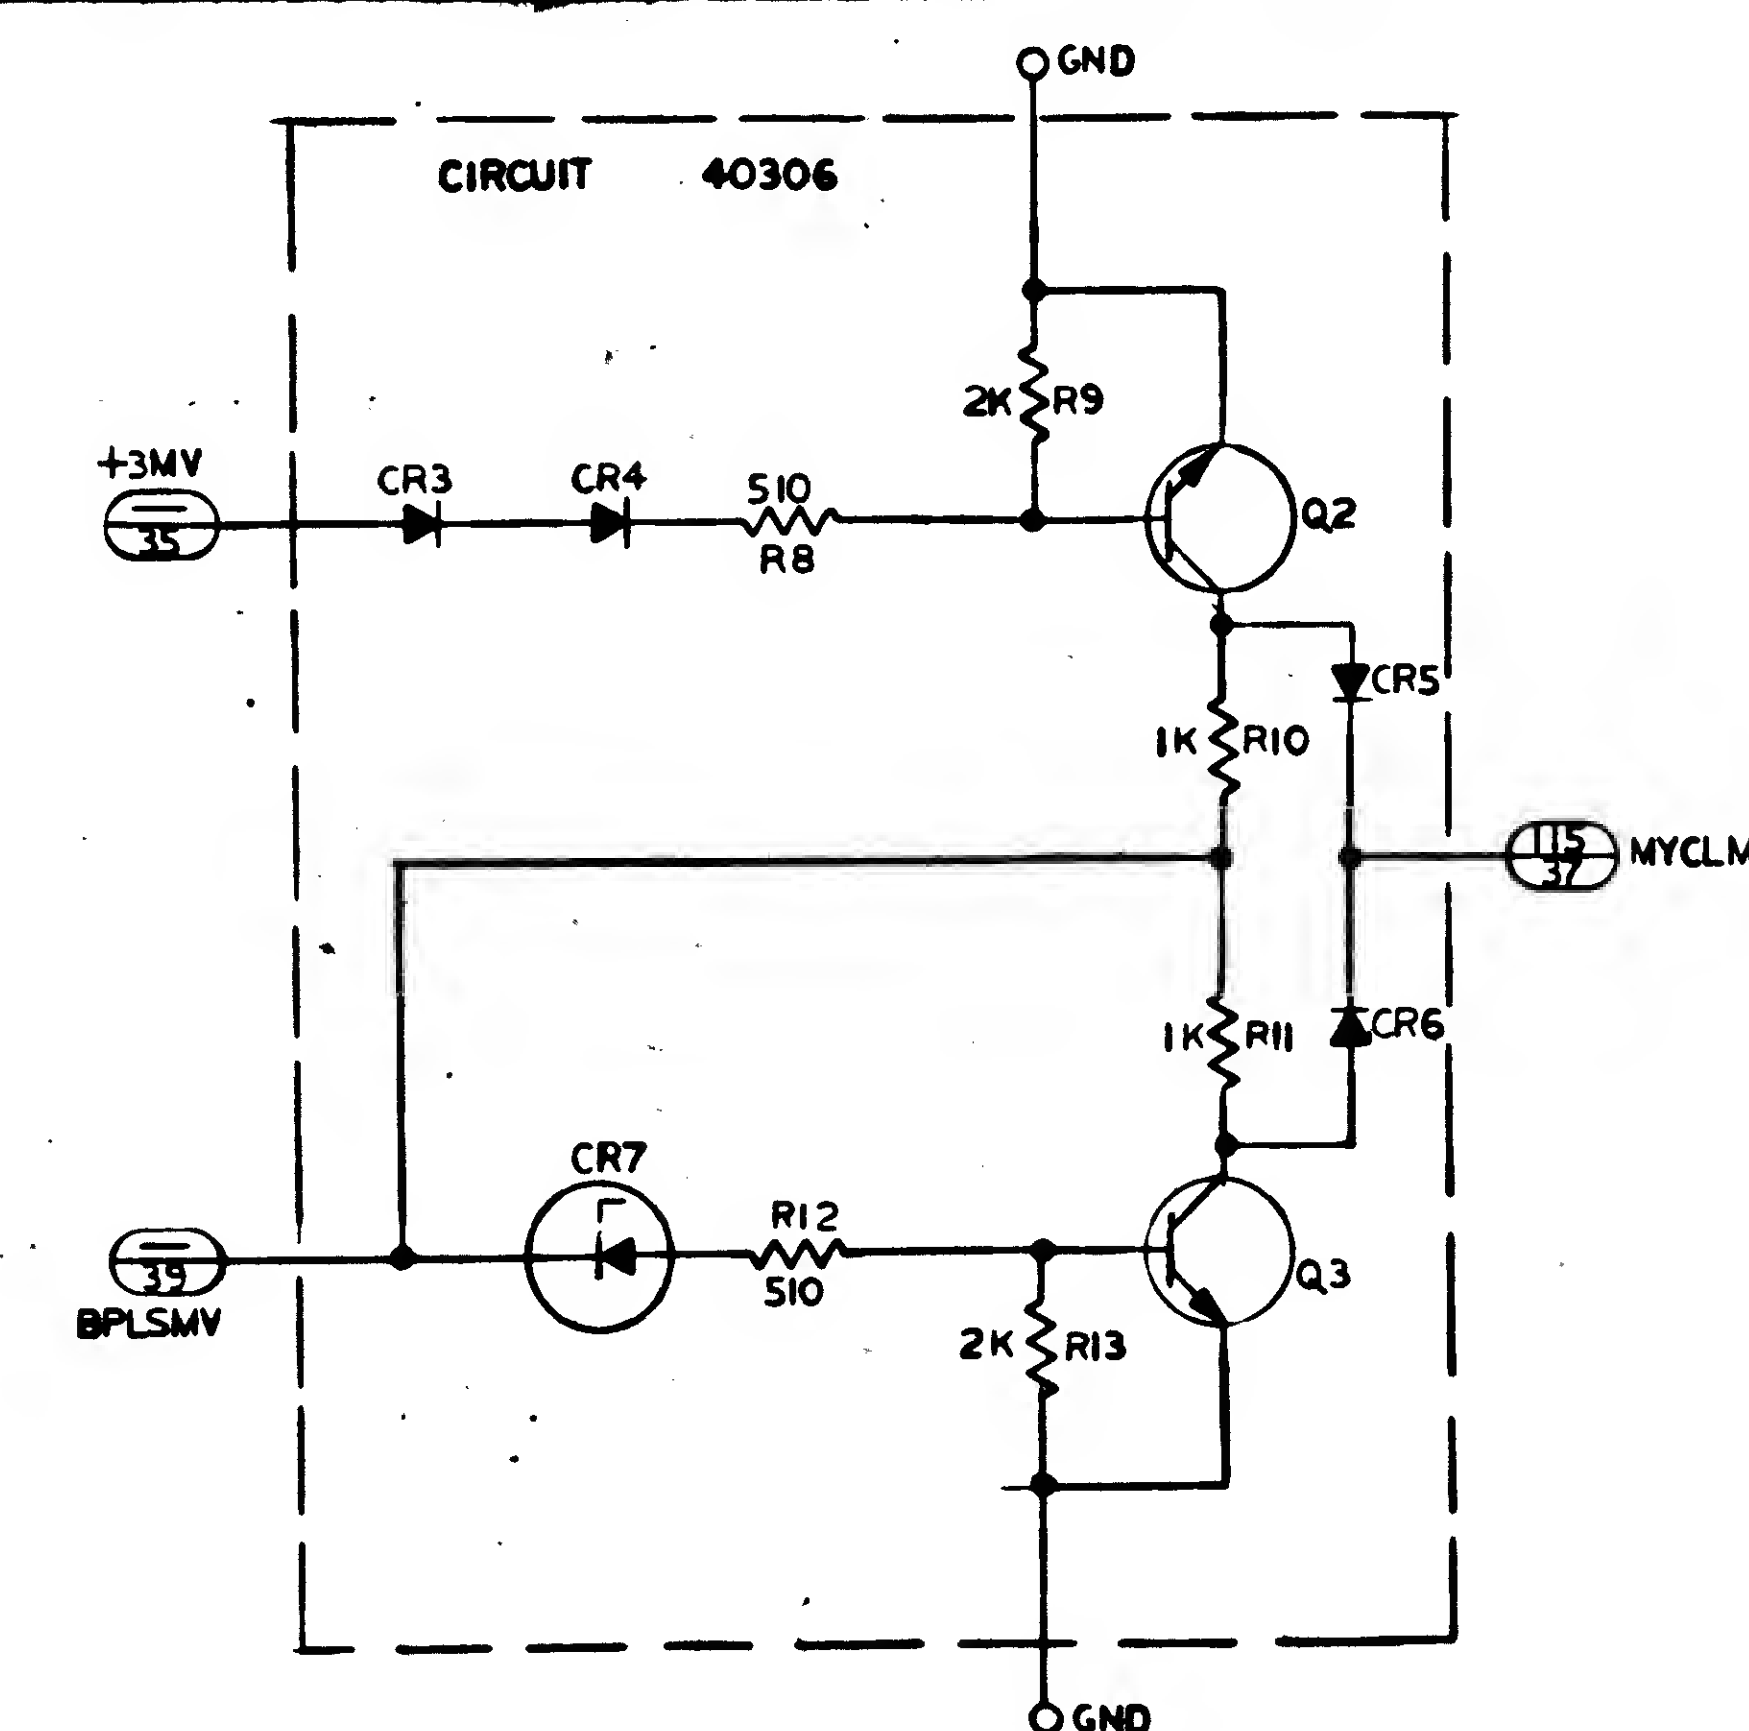 GND
CIRCUIT 40306
2K R9
+3MV
35
CR3
CR4
510
R8
Q2
CR5
1K R10
115
37
MYCLM
1K R11
CR6
CR7
R12
510
39
BPLSMV
Q3
2K R13
GND